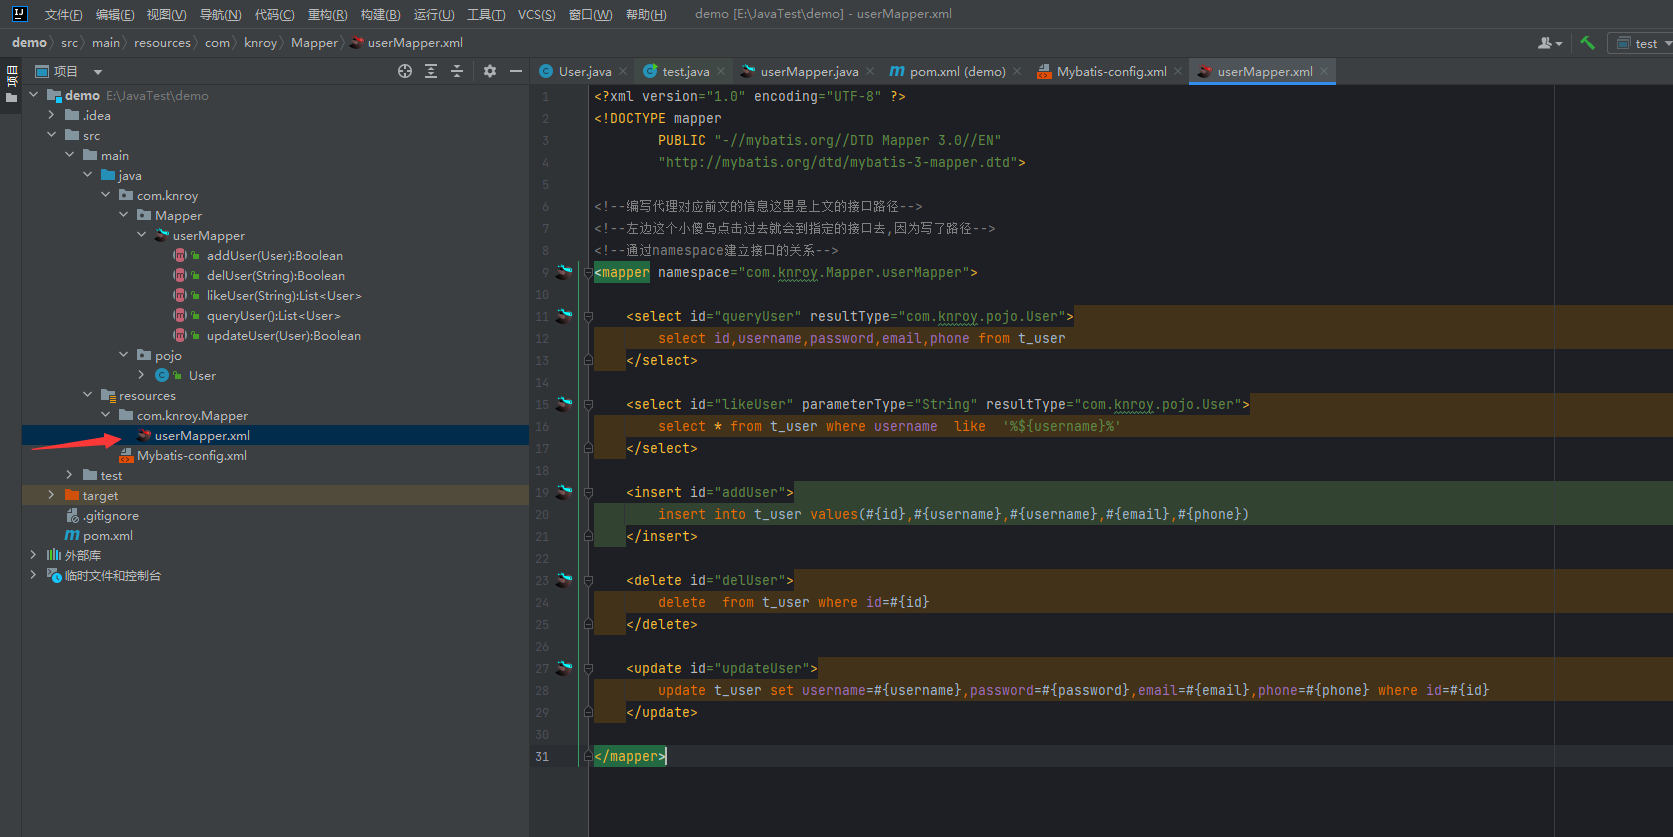 文件(F) 编辑(E) 视图(V) 导航(N) 代码(C) 重构(R) 构建(B) 运行(U) 工具(T) VCS(S) 窗口(W) 帮助(H) demo [E:\JavaTest\demo] - userMapper.xml
demo src main resources com knroy Mapper userMapper.xml test
项目
项目
User.java test.java userMapper.java pom.xml (demo) Mybatis-config.xml userMapper.xml
demo E:\JavaTest\demo
.idea
src
main
java
com.knroy
Mapper
userMapper
addUser(User):Boolean
delUser(String):Boolean
likeUser(String):List<User>
queryUser():List<User>
updateUser(User):Boolean
pojo
User
resources
com.knroy.Mapper
userMapper.xml
Mybatis-config.xml
test
target
.gitignore
pom.xml
外部库
临时文件和控制台
1 <?xml version="1.0" encoding="UTF-8" ?>
2 <!DOCTYPE mapper
3 PUBLIC "-//mybatis.org//DTD Mapper 3.0//EN"
4 "http://mybatis.org/dtd/mybatis-3-mapper.dtd">
5
6 <!--编写代理对应前文的信息这里是上文的接口路径-->
7 <!--左边这个小傻鸟点击过去就会到指定的接口去,因为写了路径-->
8 <!--通过namespace建立接口的关系-->
9 <mapper namespace="com.knroy.Mapper.userMapper">
10
11 <select id="queryUser" resultType="com.knroy.pojo.User">
12 select id,username,password,email,phone from t_user
13 </select>
14
15 <select id="likeUser" parameterType="String" resultType="com.knroy.pojo.User">
16 select * from t_user where username  like  '%${username}%'
17 </select>
18
19 <insert id="addUser">
20 insert into t_user values(#{id},#{username},#{username},#{email},#{phone})
21 </insert>
22
23 <delete id="delUser">
24 delete  from t_user where id=#{id}
25 </delete>
26
27 <update id="updateUser">
28 update t_user set username=#{username},password=#{password},email=#{email},phone=#{phone} where id=#{id}
29 </update>
30
31 </mapper>